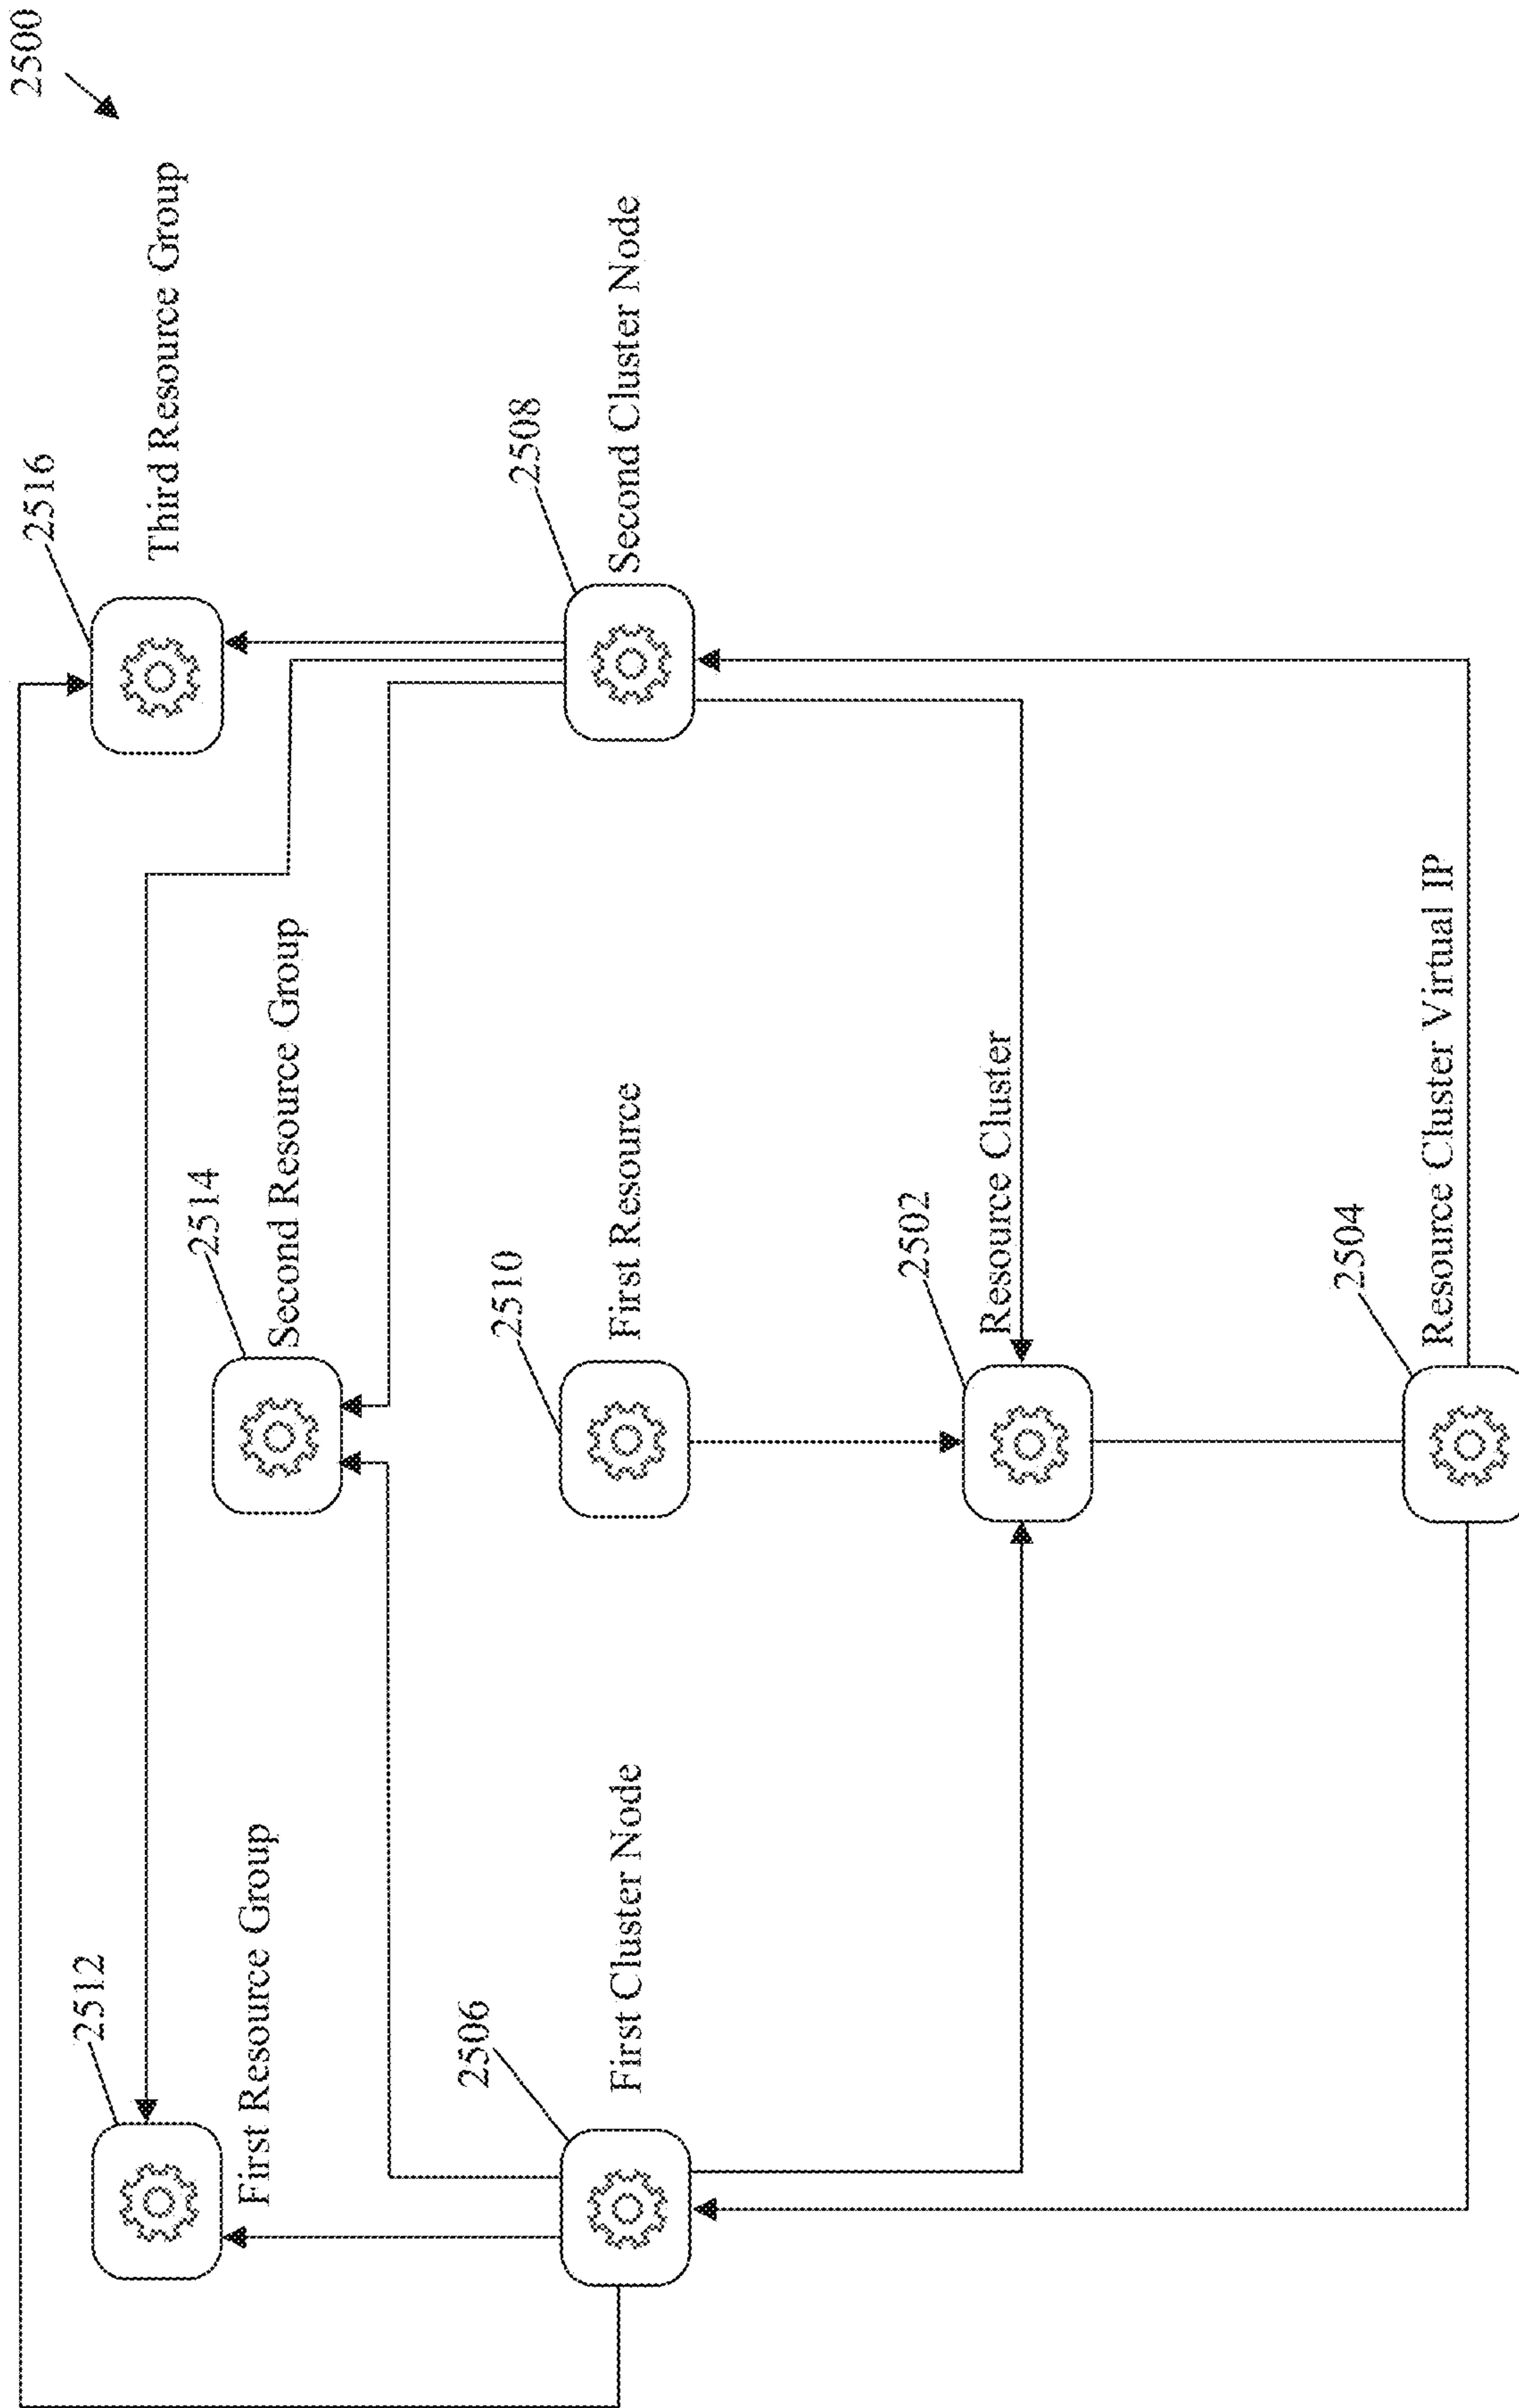 2500
2516
Third Resource Group
2512
First Resource Group
2514
Second Resource Group
2506
First Cluster Node
2510
First Resource
2508
Second Cluster Node
2502
Resource Cluster
2504
Resource Cluster Virtual IP